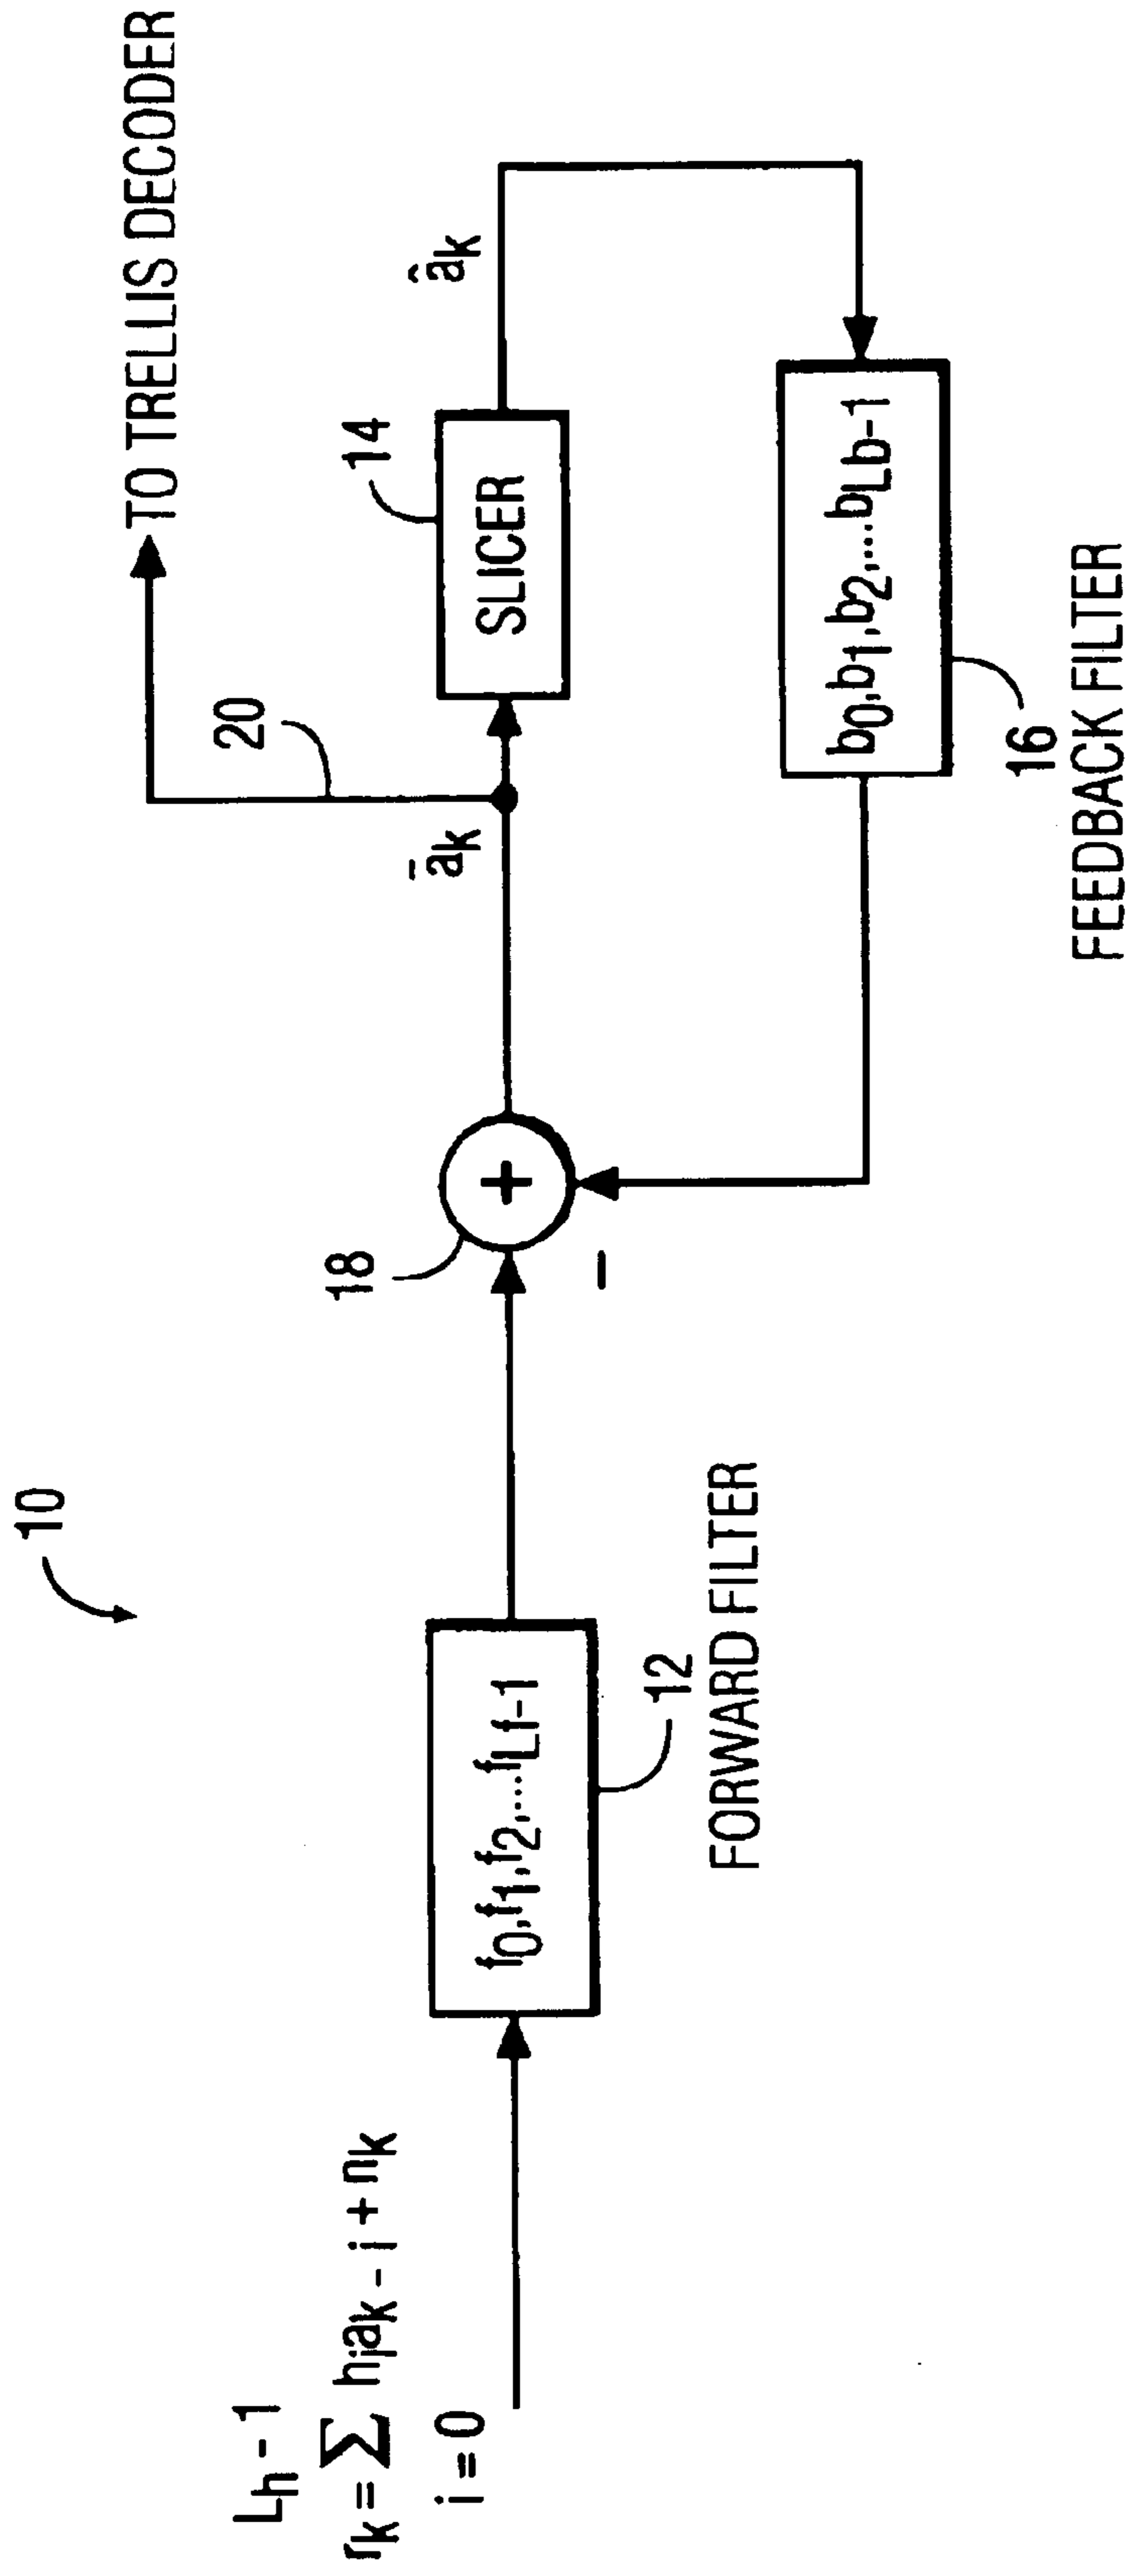 10
TO TRELLIS DECODER
20
L_h - 1
r_k = ∑ h_i a_k - i + n_k
i = 0
f_0, f_1, f_2, ... f_Lf-1
12
FORWARD FILTER
18
+
−
ā_k
14
SLICER
â_k
b_0, b_1, b_2, ... b_Lb-1
16
FEEDBACK FILTER